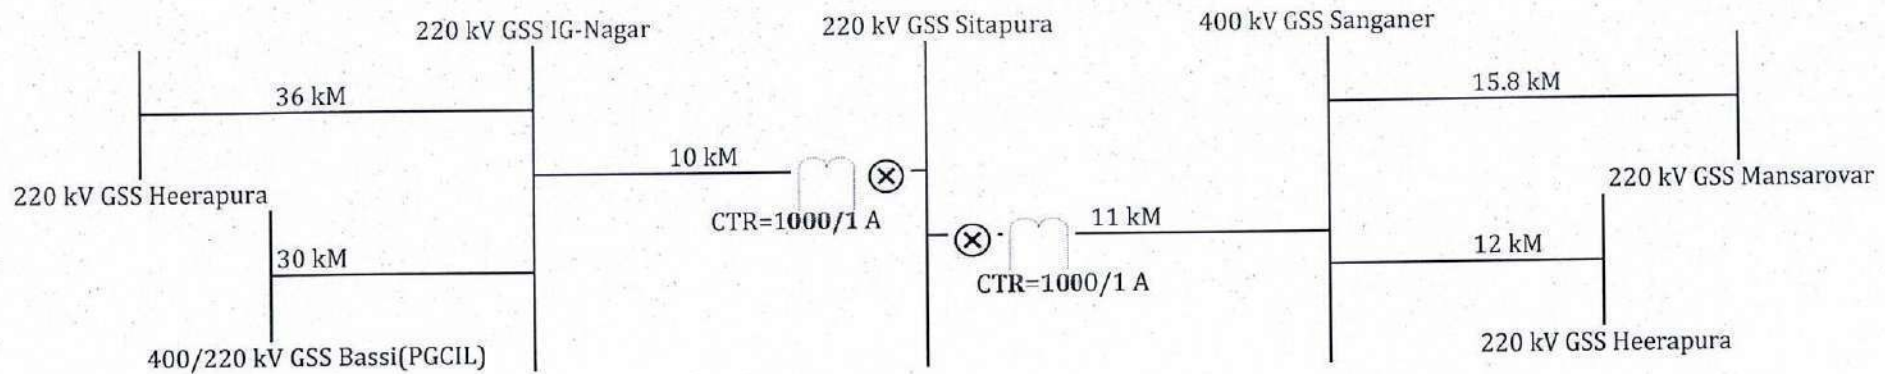 220 kV GSS IG-Nagar
220 kV GSS Sitapura
400 kV GSS Sanganer
36 kM
15.8 kM
10 kM
220 kV GSS Heerapura
220 kV GSS Mansarovar
CTR=1000/1 A
11 kM
30 kM
12 kM
CTR=1000/1 A
400/220 kV GSS Bassi(PGCIL)
220 kV GSS Heerapura